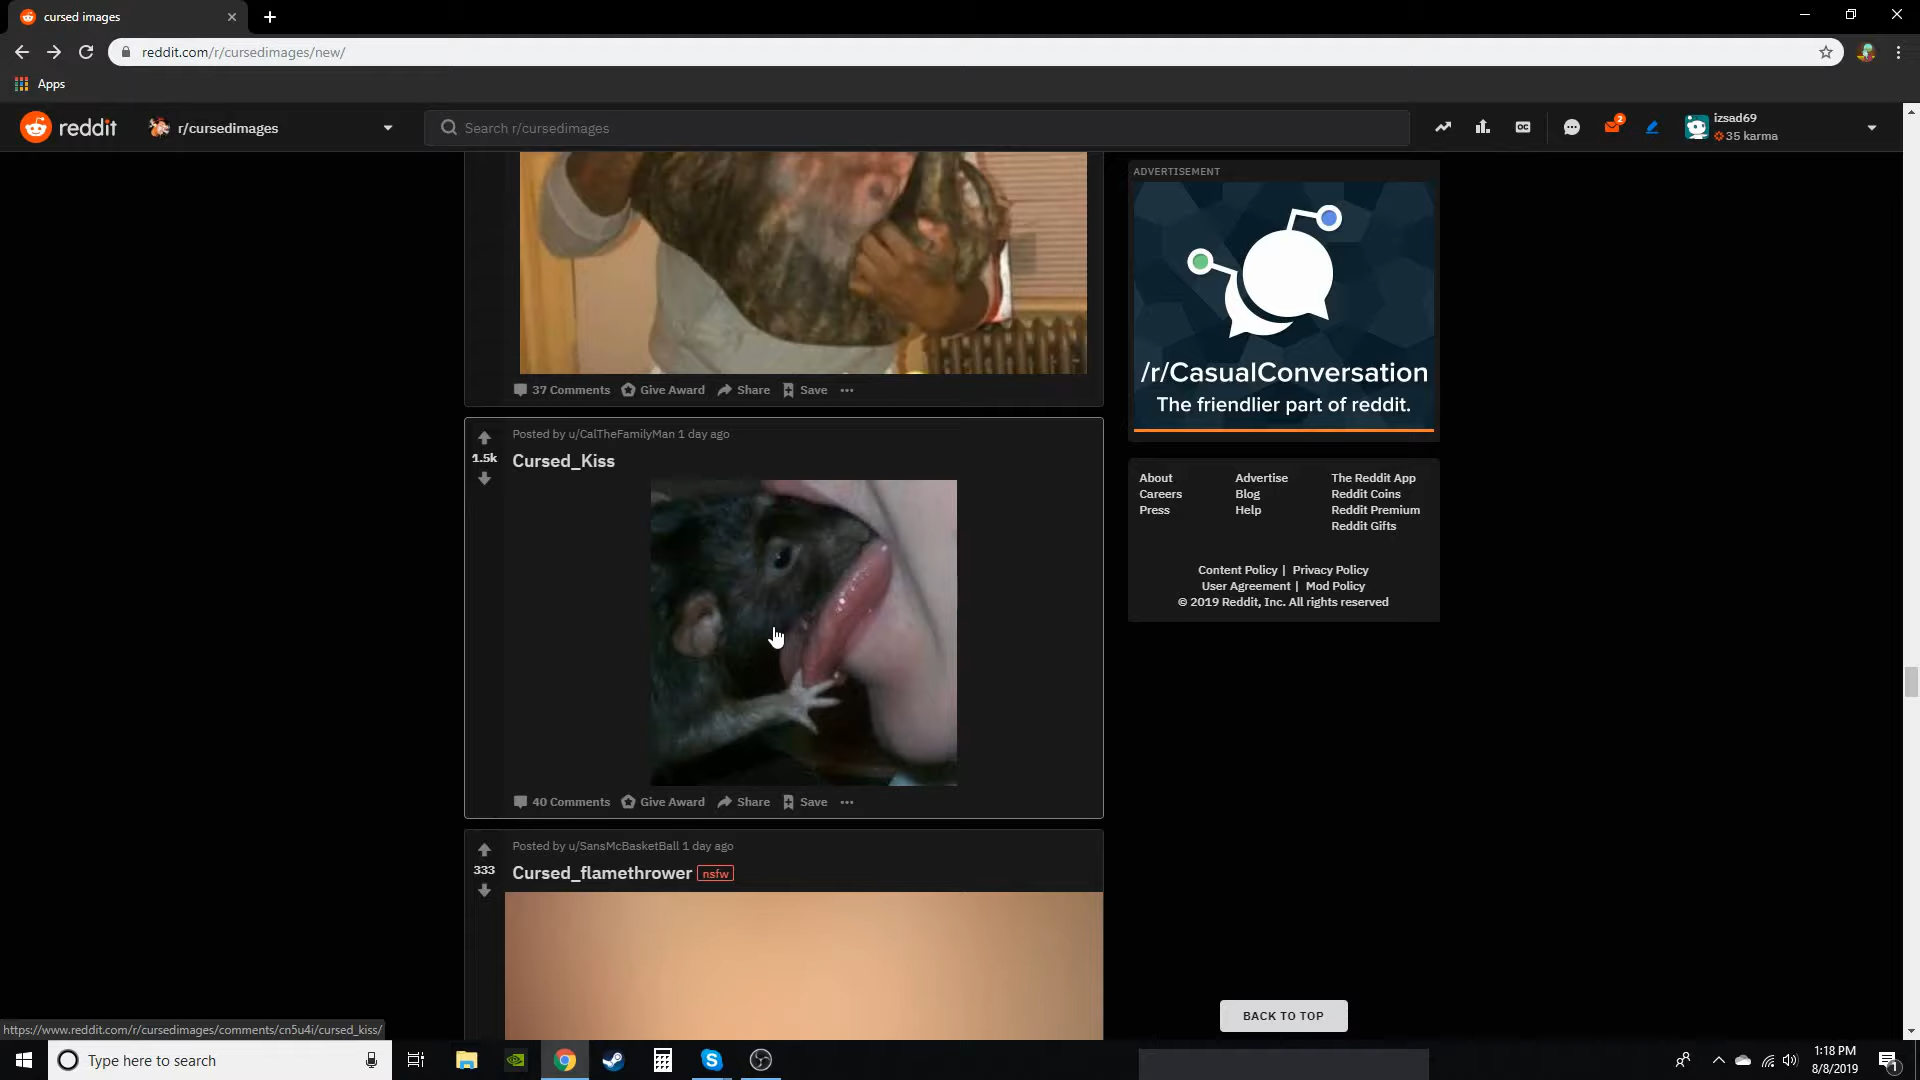 cursed images
reddit.com/r/cursedimages/new/
Apps
reddit
r/cursedimages
Search r/cursedimages
2
izsad69
35 karma
37 Comments Give Award Share Save
Posted by u/CalTheFamilyMan 1 day ago
1.5k
Cursed_Kiss
40 Comments Give Award Share Save
Posted by u/SansMcBasketBall 1 day ago
333
Cursed_flamethrower nsfw
ADVERTISEMENT
/r/CasualConversation
The friendlier part of reddit.
About Advertise The Reddit App
Careers Blog Reddit Coins
Press Help Reddit Premium
Reddit Gifts
Content Policy | Privacy Policy
User Agreement | Mod Policy
© 2019 Reddit, Inc. All rights reserved
BACK TO TOP
https://www.reddit.com/r/cursedimages/comments/cn5u4i/cursed_kiss/
Type here to search
1:18 PM
8/8/2019
1